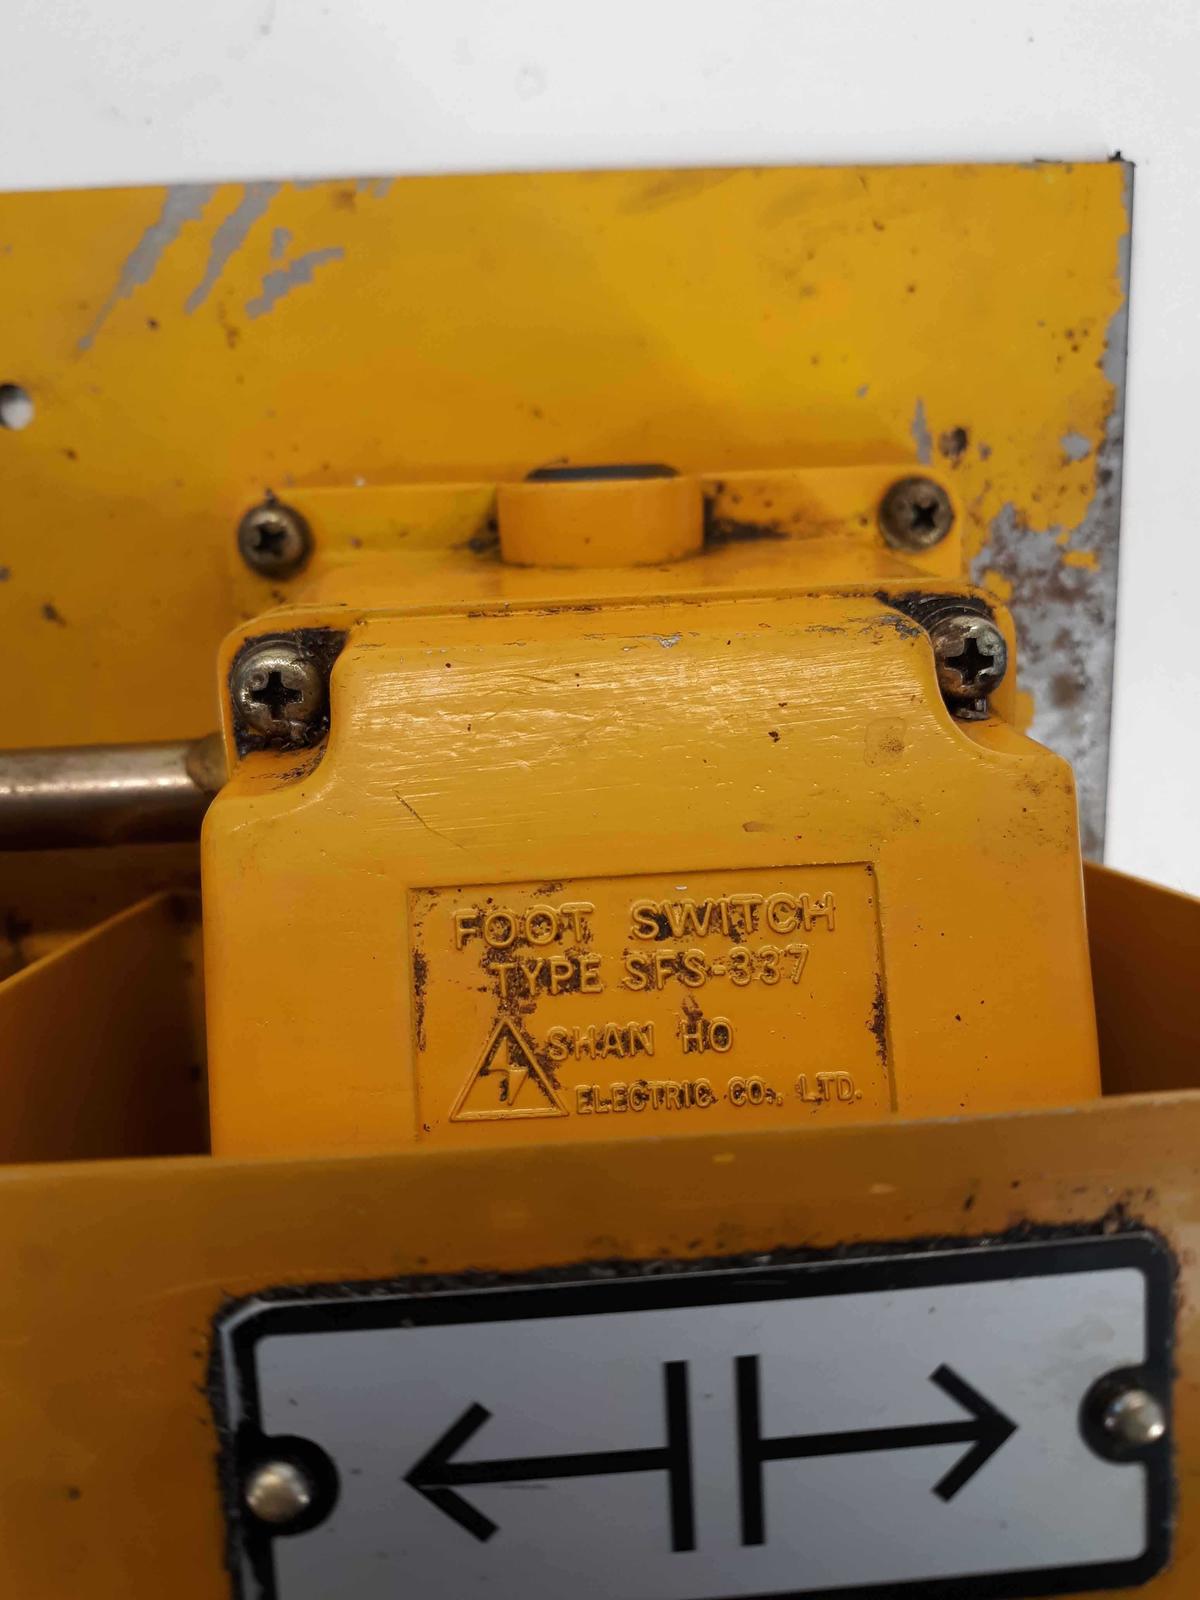 FOOT SWITCH
TYPE SFS-337
SHAN HO
ELECTRIC CO., LTD.